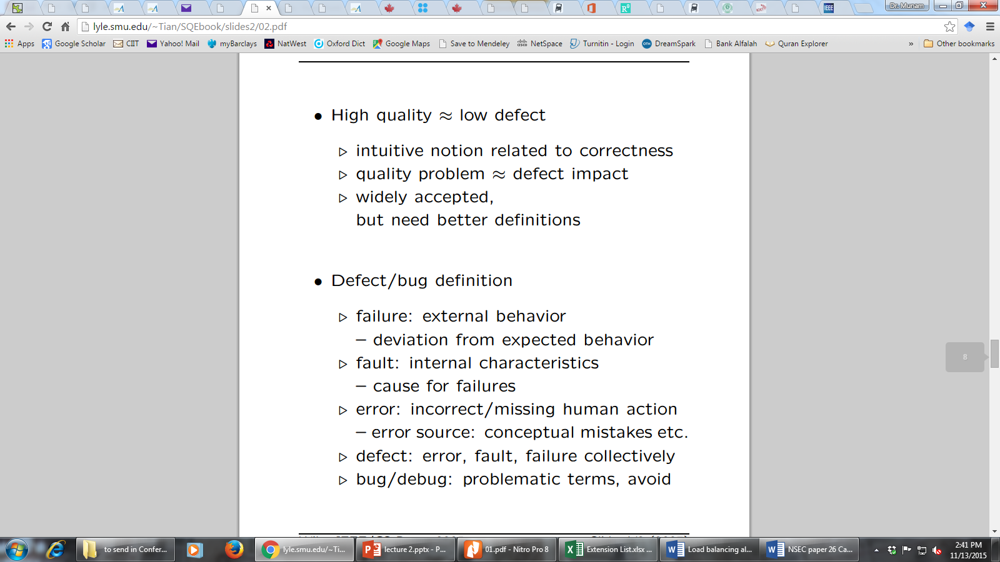 Dr. Munam
lyle.smu.edu/~Tian/SQEbook/slides2/02.pdf
Apps Google Scholar CIIT Yahoo! Mail myBarclays NatWest Oxford Dict Google Maps Save to Mendeley NetSpace Turnitin - Login DreamSpark Bank Alfalah Quran Explorer » Other bookmarks
• High quality ≈ low defect
▷ intuitive notion related to correctness
▷ quality problem ≈ defect impact
▷ widely accepted,
but need better definitions
• Defect/bug definition
▷ failure: external behavior
– deviation from expected behavior
▷ fault: internal characteristics
– cause for failures
▷ error: incorrect/missing human action
– error source: conceptual mistakes etc.
▷ defect: error, fault, failure collectively
▷ bug/debug: problematic terms, avoid
8
to send in Confer... lyle.smu.edu/~Ti... lecture 2.pptx - P... 01.pdf - Nitro Pro 8 Extension List.xlsx ... Load balancing al... NSEC paper 26 Ca...
2:41 PM
11/13/2015